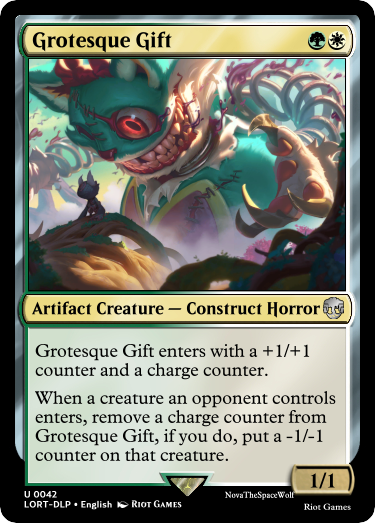 Grotesque Gift
Artifact Creature — Construct Horror
Grotesque Gift enters with a +1/+1
counter and a charge counter.
When a creature an opponent controls
enters, remove a charge counter from
Grotesque Gift, if you do, put a -1/-1
counter on that creature.
1/1
U 0042
LORT-DLP • English Riot Games
NovaTheSpaceWolf
Riot Games